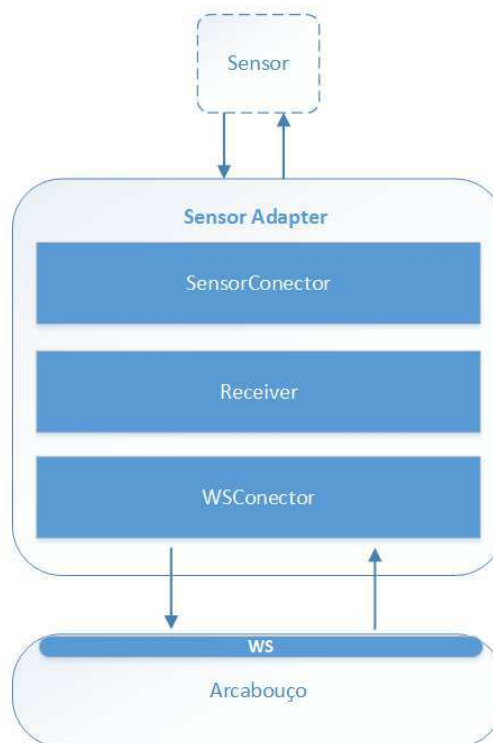 Sensor
Sensor Adapter
SensorConector
Receiver
WSConector
WS
Arcabouço